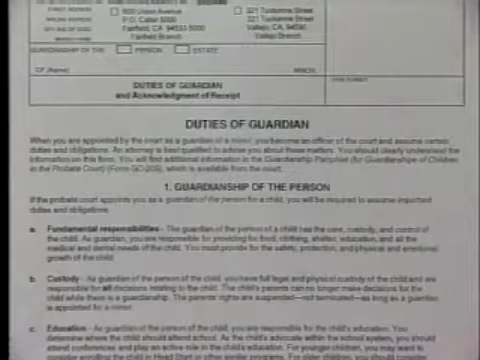 600 Union Avenue 321 Tuolumne Street
P.O. Caller 5000 321 Tuolumne Street
Fairfield, CA 94533-5000 Vallejo, CA, 94590
Fairfield Branch Vallejo Branch
GUARDIANSHIP OF THE PERSON ESTATE
OF (Name) MINOR
DUTIES OF GUARDIAN
and Acknowledgment of Receipt
DUTIES OF GUARDIAN
When you are appointed by the court as a guardian of a minor, you become an officer of the court and assume certain
duties and obligations. An attorney is best qualified to advise you about these matters. You should clearly understand the
information on this form. You will find additional information in the Guardianship Pamphlet (for Guardianships of Children
in the Probate Court) (Form GC-205), which is available from the court.
1. GUARDIANSHIP OF THE PERSON
If the probate court appoints you as a guardian of the person for a child, you will be required to assume important
duties and obligations.
a. Fundamental responsibilities - The guardian of the person of a child has the care, custody, and control of
the child. As guardian, you are responsible for providing for food, clothing, shelter, education, and all the
medical and dental needs of the child. You must provide for the safety, protection, and physical and emotional
growth of the child.
b. Custody - As guardian of the person of the child, you have full legal and physical custody of the child and are
responsible for all decisions relating to the child. The child's parents can no longer make decisions for the
child while there is a guardianship. The parents' rights are suspended--not terminated--as long as a guardian
is appointed for a minor.
c. Education - As guardian of the person of the child, you are responsible for the child's education. You
determine where the child should attend school. As the child's advocate within the school system, you should
attend conferences and play an active role in the child's education. For younger children, you may want to
consider enrolling the child in Head Start or other similar programs. For older children, you should